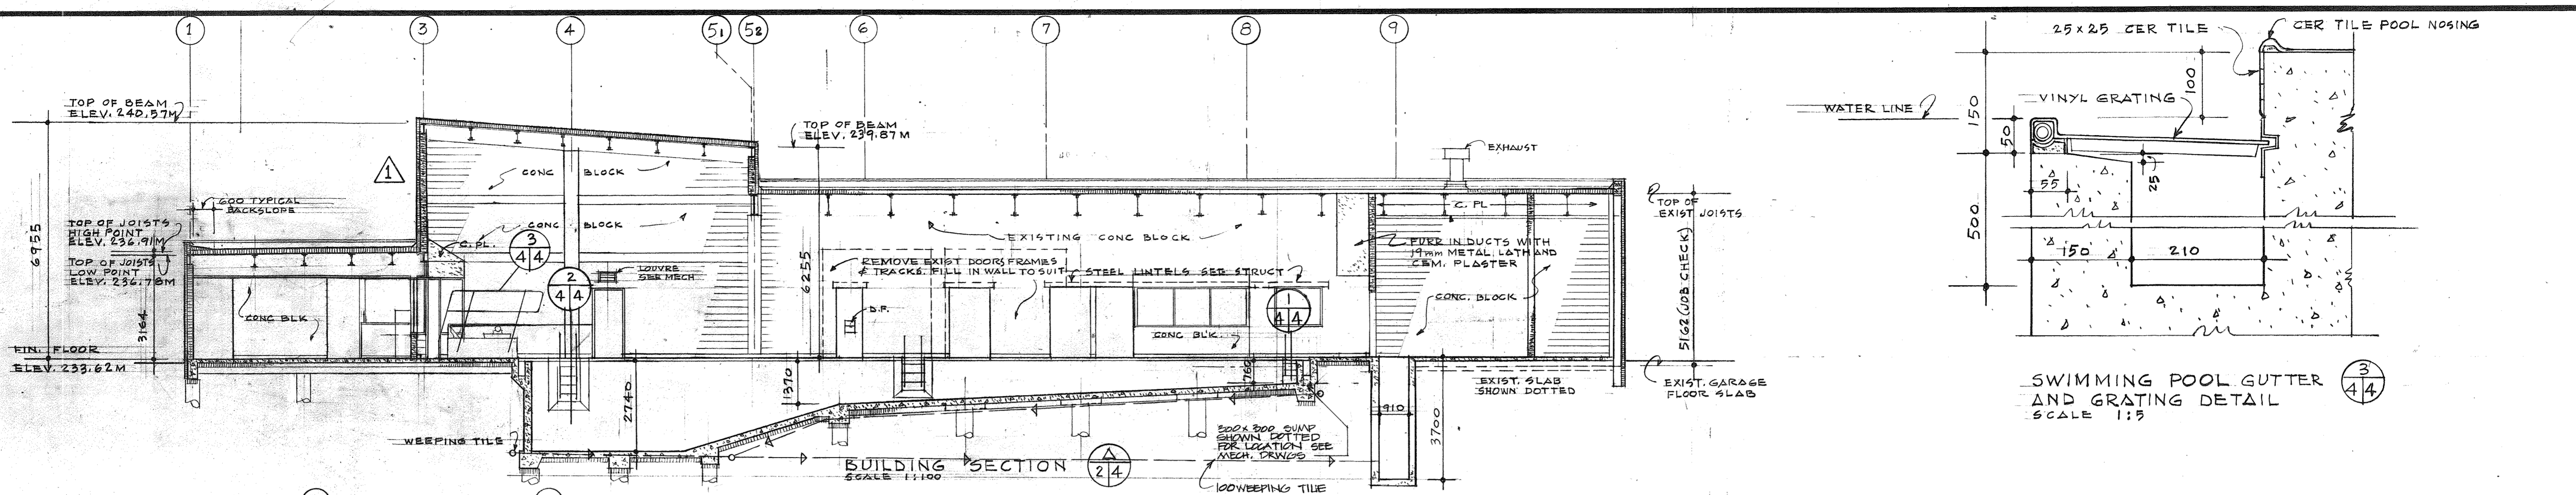 1 3 4 5₁ 5₂ 6 7 8 9
TOP OF BEAM
ELEV. 240.57M
TOP OF BEAM
ELEV. 239.87M
EXHAUST
1
CONC BLOCK
CONC BLOCK
600 TYPICAL
BACKSLOPE
TOP OF JOISTS
HIGH POINT
ELEV. 236.91M
TOP OF JOISTS
LOW POINT
ELEV. 236.78M
6955
3164
FIN. FLOOR
ELEV. 233.62M
C. PL.
3
4 4
2
4 4
LOUVRE
SEE MECH
CONC BLK
6255
EXISTING CONC BLOCK
REMOVE EXIST DOORS FRAMES
& TRACKS. FILL IN WALL TO SUIT
STEEL LINTELS SEE STRUCT
D.F.
CONC BLK.
1
4 4
C. PL
FURR IN DUCTS WITH
19mm METAL LATH AND
CEM. PLASTER
CONC. BLOCK
TOP OF
EXIST JOISTS
5162 (JOB CHECK)
EXIST. GARAGE
FLOOR SLAB
EXIST. SLAB
SHOWN DOTTED
2740
1370
760
910
3700
WEEPING TILE
300 x 300 SUMP
SHOWN DOTTED
FOR LOCATION SEE
MECH. DRWGS
100 WEEPING TILE
BUILDING SECTION
SCALE 1:100
A
2 4
25 x 25 CER TILE
CER TILE POOL NOSING
WATER LINE
VINYL GRATING
100
150
50
25
55
500
150
210
SWIMMING POOL GUTTER
AND GRATING DETAIL
SCALE 1:5
3
4 4